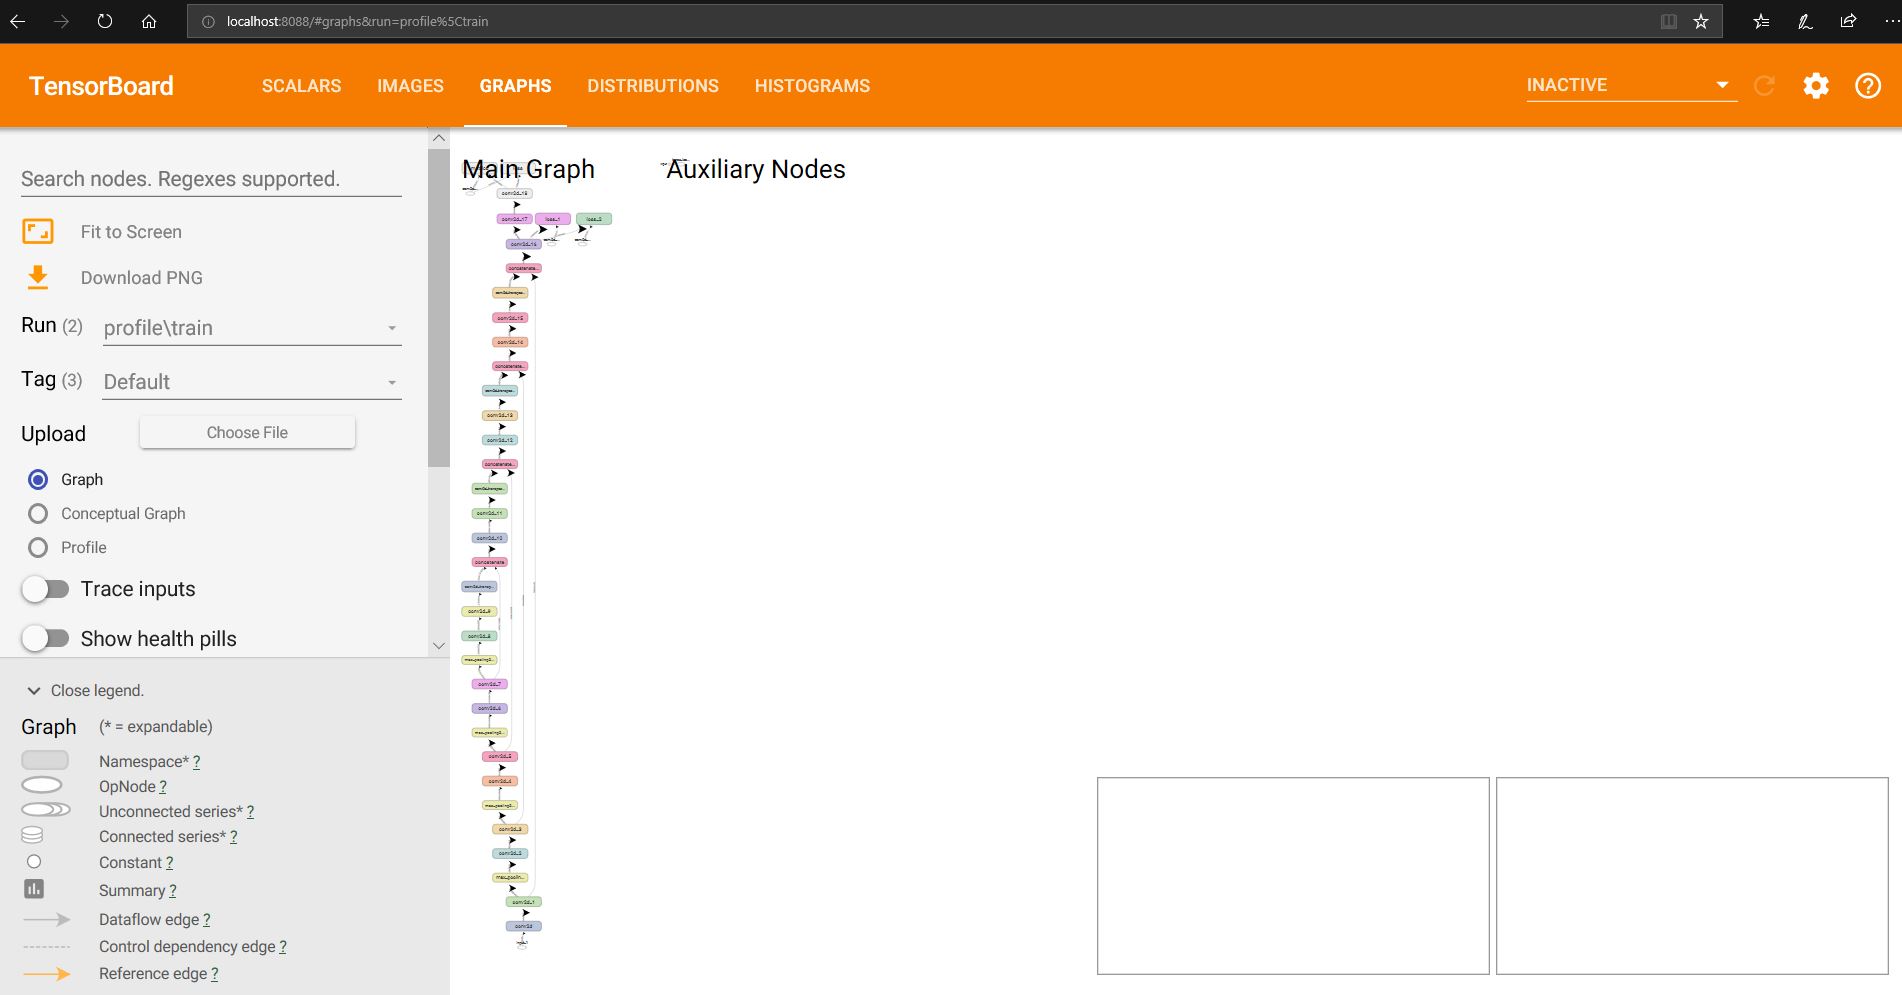 localhost:8088/#graphs&run=profile%5Ctrain
TensorBoard
SCALARS IMAGES GRAPHS DISTRIBUTIONS HISTOGRAMS
INACTIVE
Search nodes. Regexes supported.
Fit to Screen
Download PNG
Run (2) profile\train
Tag (3) Default
Upload Choose File
Graph
Conceptual Graph
Profile
Trace inputs
Show health pills
Close legend.
Graph (* = expandable)
Namespace* ?
OpNode ?
Unconnected series* ?
Connected series* ?
Constant ?
Summary ?
Dataflow edge ?
Control dependency edge ?
Reference edge ?
Main Graph Auxiliary Nodes
conv2d_18
conv2d_17 loss_1 loss_2
conv2d_16
concatenate...
conv2d_15
conv2d_14
concatenate...
conv2d_13
conv2d_12
concatenate...
conv2d_11
conv2d_10
concatenate
conv2d_9
conv2d_8
max_pooling2...
conv2d_7
conv2d_6
max_pooling2...
conv2d_5
conv2d_4
max_pooling2...
conv2d_3
conv2d_2
max_poolin...
conv2d_1
conv2d